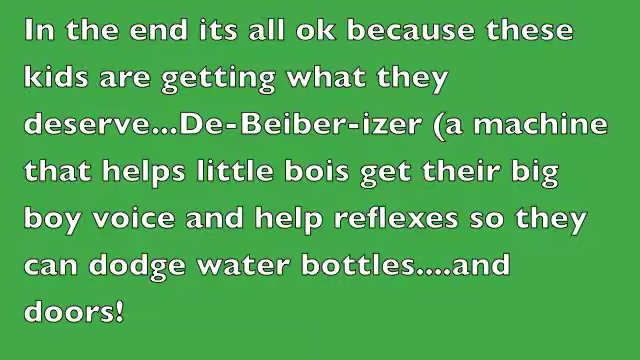 In the end its all ok because these
kids are getting what they
deserve...De-Beiber-izer (a machine
that helps little bois get their big
boy voice and help reflexes so they
can dodge water bottles....and
doors!